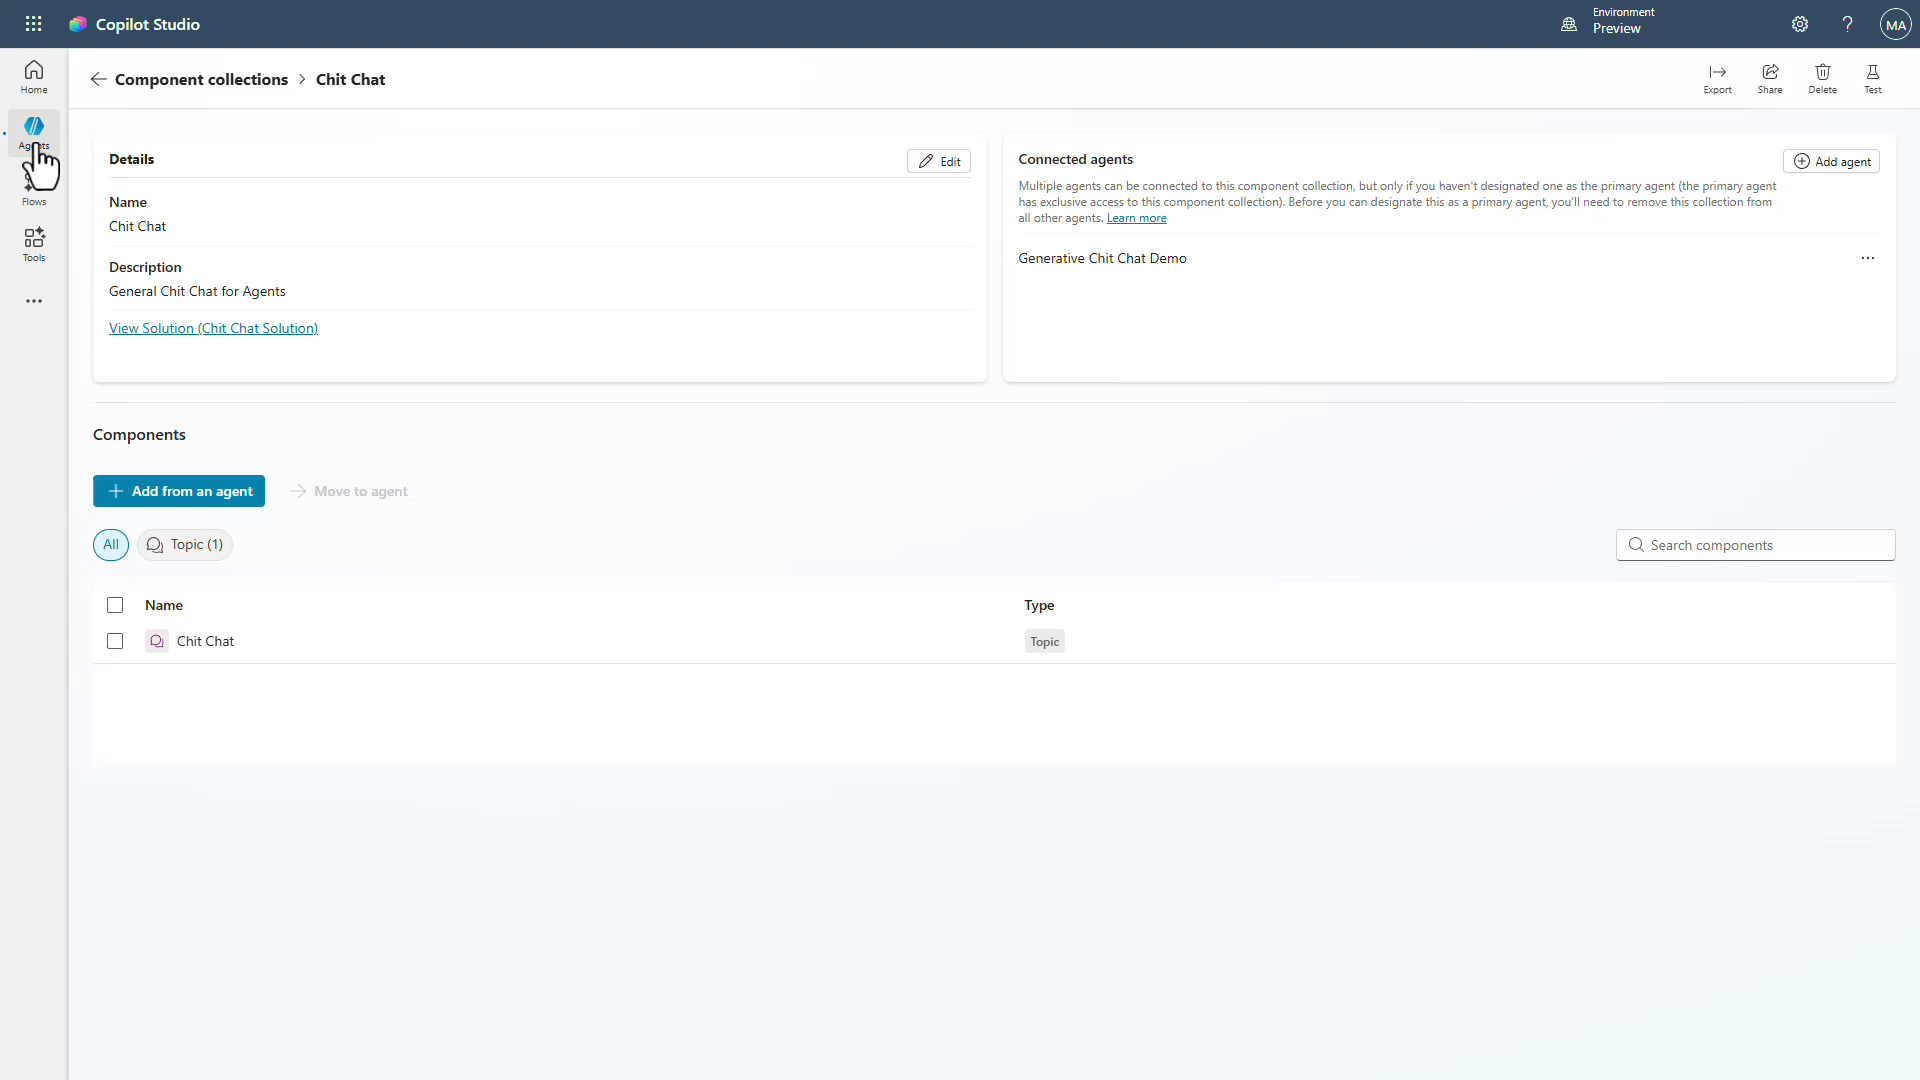 Copilot Studio
Environment
Preview
MA
Home
Agents
Flows
Tools
Component collections > Chit Chat
Export
Share
Delete
Test
Details
Edit
Name
Chit Chat
Description
General Chit Chat for Agents
View Solution (Chit Chat Solution)
Connected agents
Add agent
Multiple agents can be connected to this component collection, but only if you haven't designated one as the primary agent (the primary agent
has exclusive access to this component collection). Before you can designate this as a primary agent, you'll need to remove this collection from
all other agents. Learn more
Generative Chit Chat Demo
Components
Add from an agent
Move to agent
All
Topic (1)
Search components
Name
Type
Chit Chat
Topic